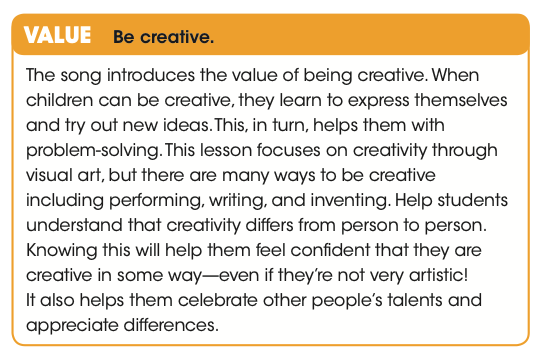 VALUE Be creative.
The song introduces the value of being creative. When
children can be creative, they learn to express themselves
and try out new ideas. This, in turn, helps them with
problem-solving. This lesson focuses on creativity through
visual art, but there are many ways to be creative
including performing, writing, and inventing. Help students
understand that creativity differs from person to person.
Knowing this will help them feel confident that they are
creative in some way—even if they're not very artistic!
It also helps them celebrate other people's talents and
appreciate differences.